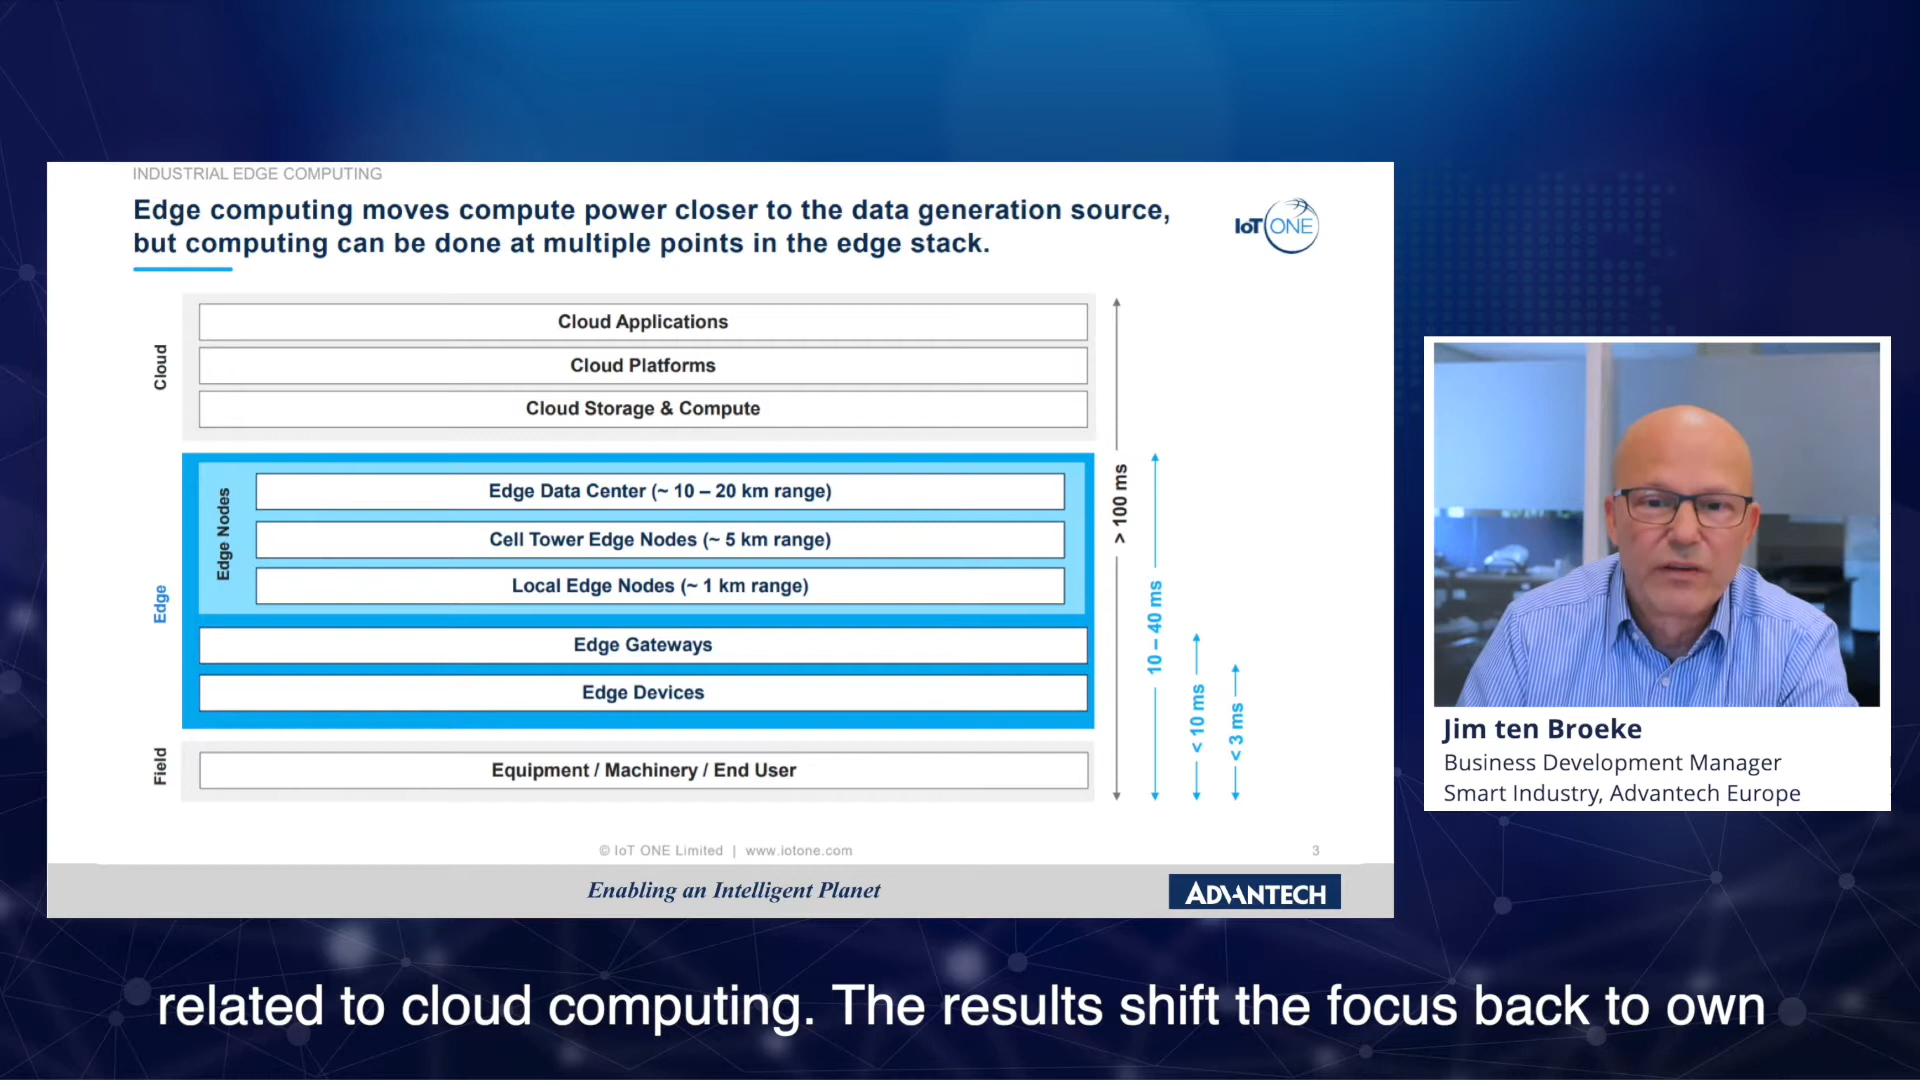 INDUSTRIAL EDGE COMPUTING
Edge computing moves compute power closer to the data generation source,
but computing can be done at multiple points in the edge stack.
IoT ONE
Cloud
Cloud Applications
Cloud Platforms
Cloud Storage & Compute
Edge
Edge Nodes
Edge Data Center (~ 10 – 20 km range)
Cell Tower Edge Nodes (~ 5 km range)
Local Edge Nodes (~ 1 km range)
Edge Gateways
Edge Devices
Field
Equipment / Machinery / End User
> 100 ms
10 – 40 ms
< 10 ms
< 3 ms
© IoT ONE Limited | www.iotone.com
3
Enabling an Intelligent Planet
ADVANTECH
Jim ten Broeke
Business Development Manager
Smart Industry, Advantech Europe
related to cloud computing. The results shift the focus back to own